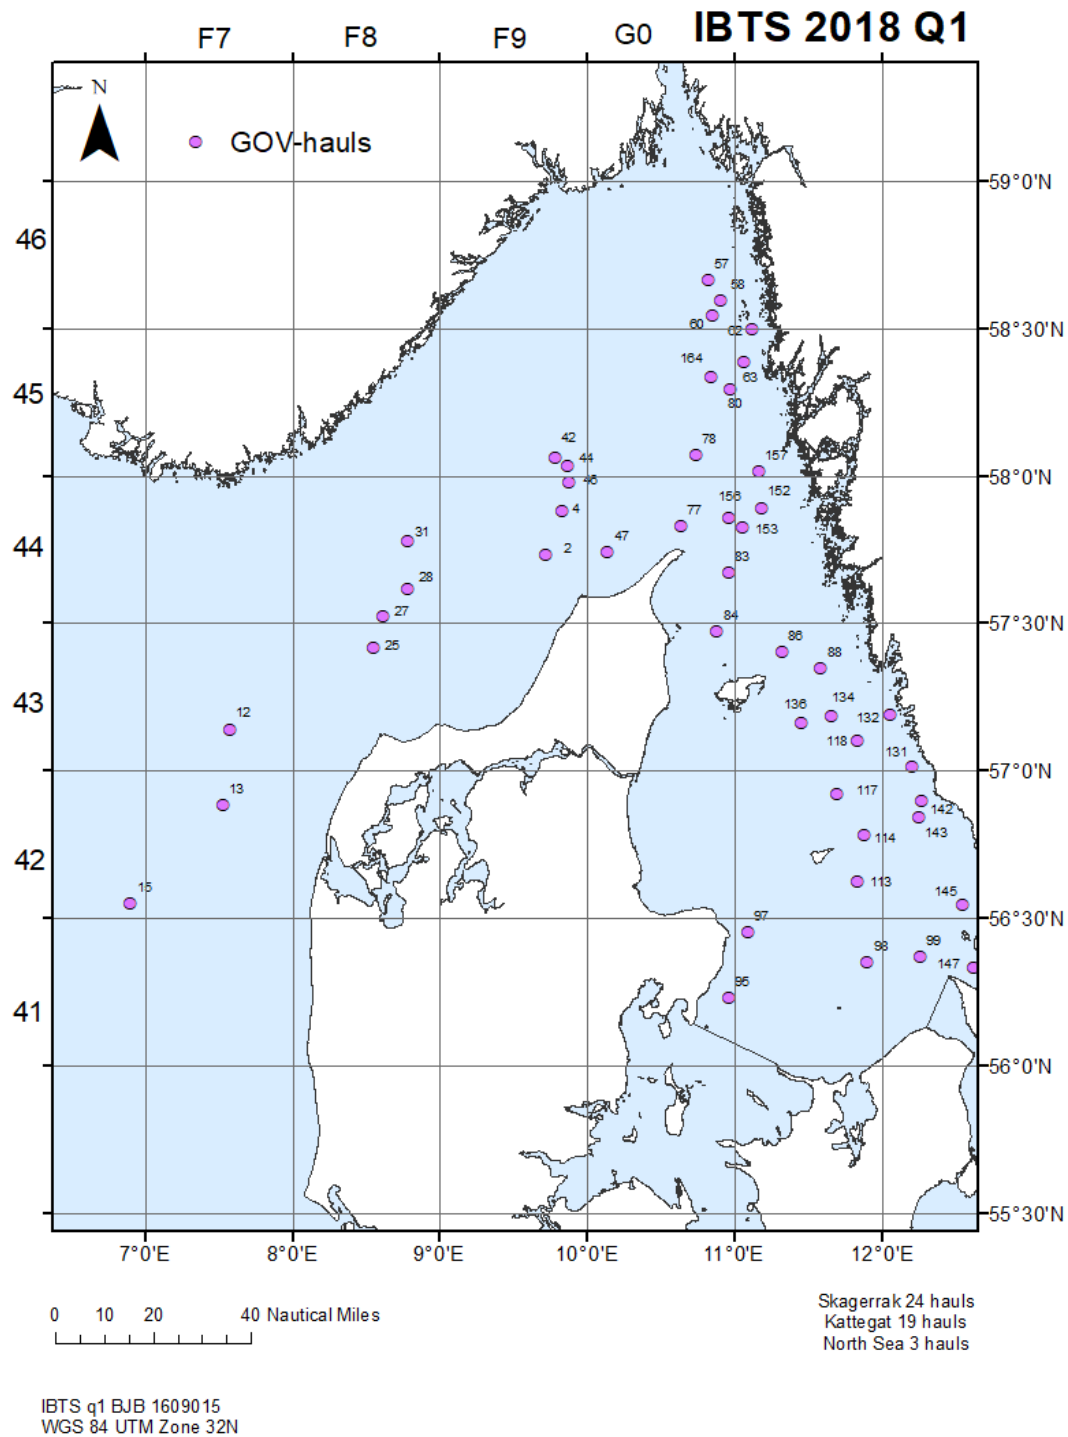 IBTS 2018 Q1
F7 F8 F9 G0
N
GOV-hauls
59°0'N
46
57
58
60
62
58°30'N
164
63
45
80
42
78
44
157
58°0'N
46
152
156
4
153
31
77
44
2
47
83
28
27
84
57°30'N
25
86
88
43
134
12
136
132
118
131
57°0'N
13
117
142
114
143
42
113
15
145
97
56°30'N
98
99
147
95
41
56°0'N
55°30'N
7°0'E 8°0'E 9°0'E 10°0'E 11°0'E 12°0'E
0 10 20 40 Nautical Miles
Skagerrak 24 hauls
Kattegat 19 hauls
North Sea 3 hauls
IBTS q1 BJB 1609015
WGS 84 UTM Zone 32N